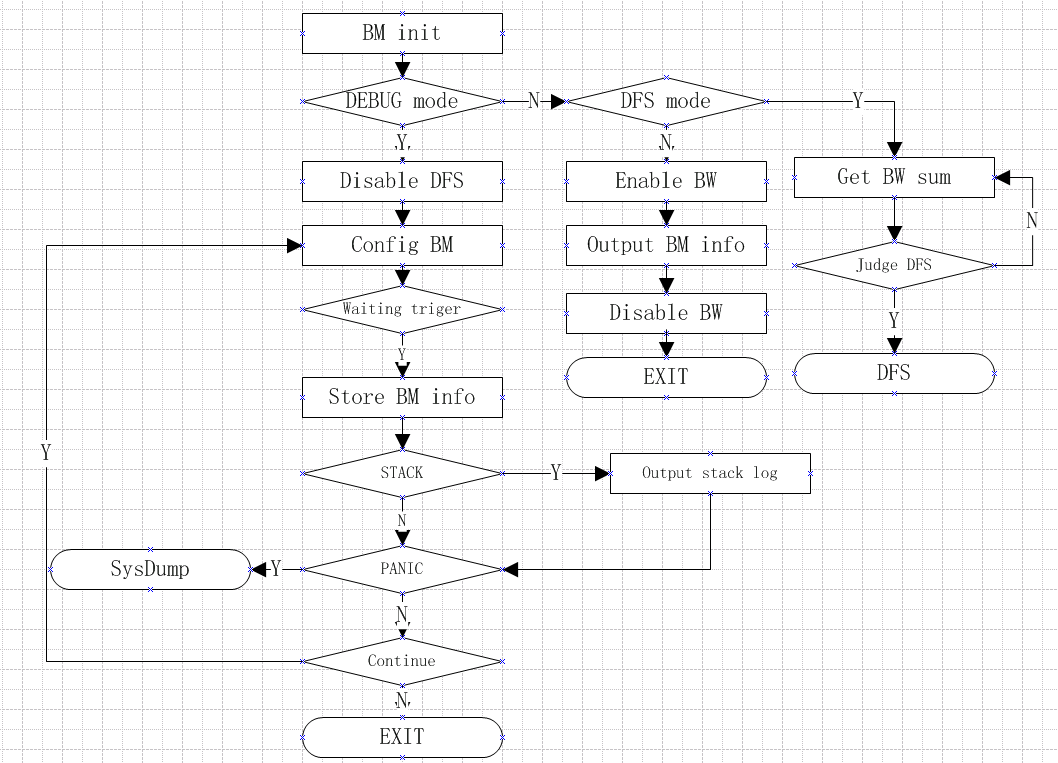 BM init
DEBUG mode
N
DFS mode
Y
Y
N
Disable DFS
Enable BW
Get BW sum
N
Config BM
Output BM info
Judge DFS
Waiting triger
Disable BW
Y
Y
EXIT
DFS
Store BM info
Y
STACK
Y
Output stack log
N
SysDump
Y
PANIC
N
Continue
N
EXIT